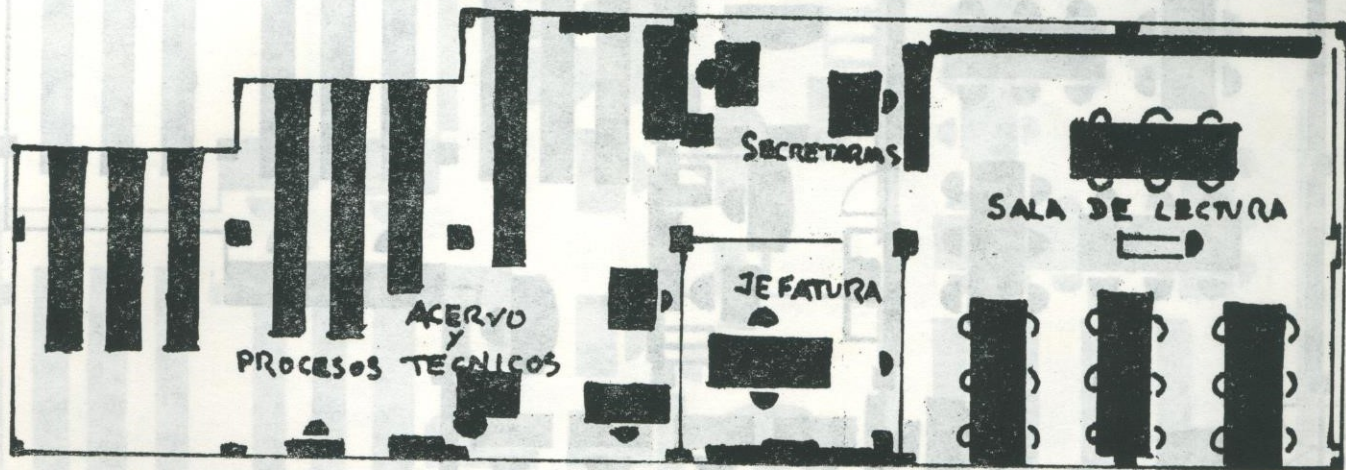 SECRETARIAS
SALA DE LECTURA
JEFATURA
ACERVO
Y
PROCESOS TECNICOS